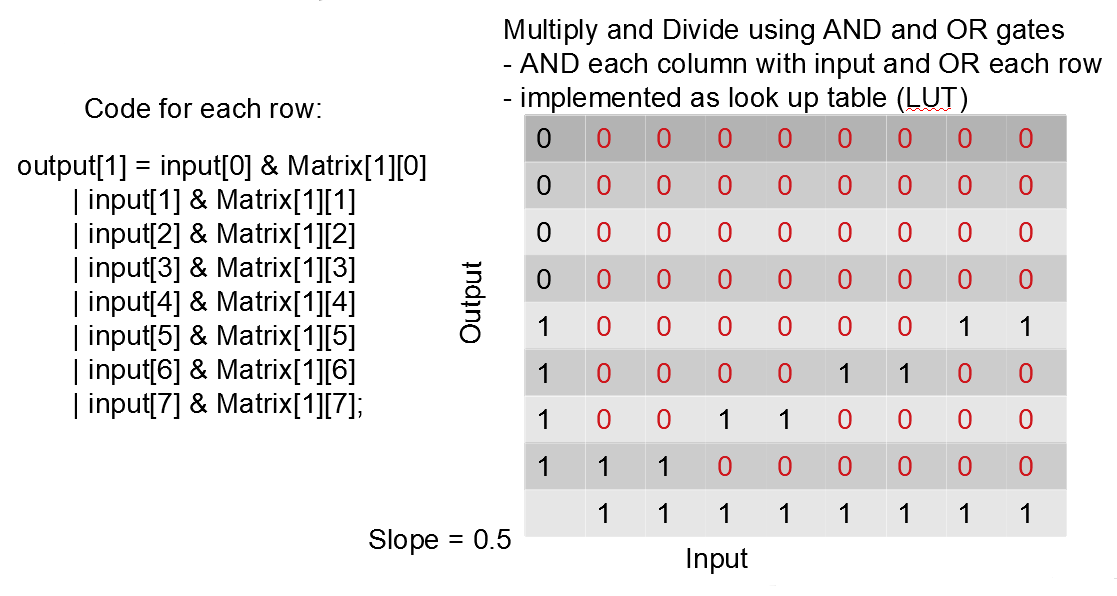 Multiply and Divide using AND and OR gates
- AND each column with input and OR each row
- implemented as look up table (LUT)
Code for each row:
output[1] = input[0] & Matrix[1][0]
| input[1] & Matrix[1][1]
| input[2] & Matrix[1][2]
| input[3] & Matrix[1][3]
| input[4] & Matrix[1][4]
| input[5] & Matrix[1][5]
| input[6] & Matrix[1][6]
| input[7] & Matrix[1][7];
Output
0 0 0 0 0 0 0 0 0
0 0 0 0 0 0 0 0 0
0 0 0 0 0 0 0 0 0
0 0 0 0 0 0 0 0 0
1 0 0 0 0 0 0 1 1
1 0 0 0 0 1 1 0 0
1 0 0 1 1 0 0 0 0
1 1 1 0 0 0 0 0 0
1 1 1 1 1 1 1 1
Slope = 0.5
Input